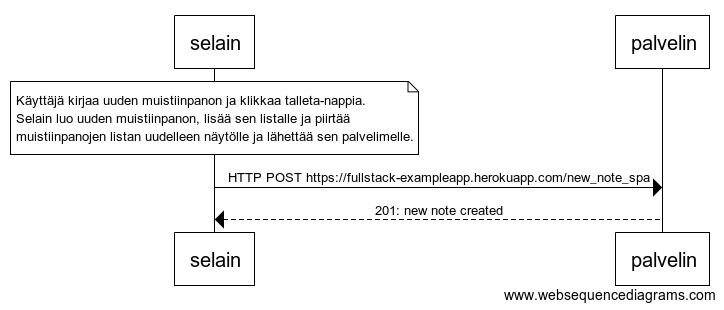 selain
palvelin
Käyttäjä kirjaa uuden muistiinpanon ja klikkaa talleta-nappia.
Selain luo uuden muistiinpanon, lisää sen listalle ja piirtää
muistiinpanojen listan uudelleen näytölle ja lähettää sen palvelimelle.
HTTP POST https://fullstack-exampleapp.herokuapp.com/new_note_spa
201: new note created
selain
palvelin
www.websequencediagrams.com